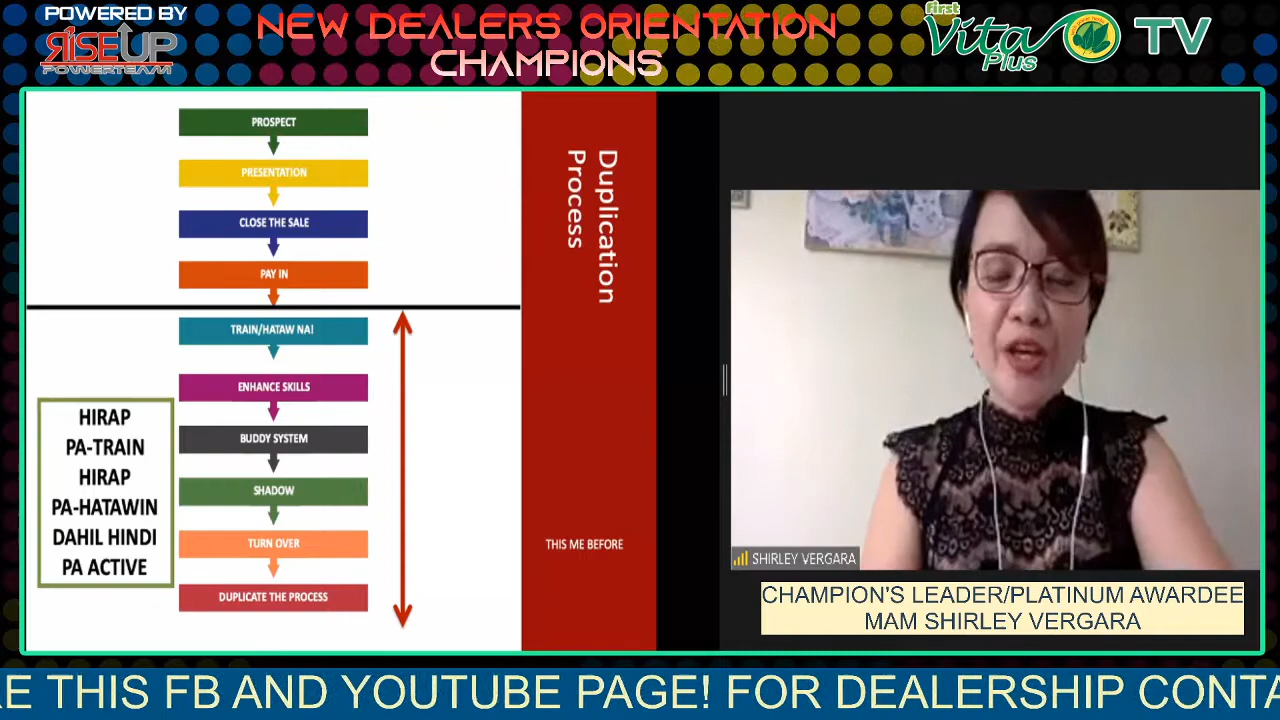 POWERED BY
RiSEUP
POWERTEAM
NEW DEALERS ORIENTATION
CHAMPIONS
First
Vita
Plus
TV
PROSPECT
PRESENTATION
CLOSE THE SALE
PAY IN
TRAIN/HATAW NA!
ENHANCE SKILLS
BUDDY SYSTEM
SHADOW
TURN OVER
DUPLICATE THE PROCESS
HIRAP
PA-TRAIN
HIRAP
PA-HATAWIN
DAHIL HINDI
PA ACTIVE
Duplication
Process
THIS ME BEFORE
SHIRLEY VERGARA
CHAMPION'S LEADER/PLATINUM AWARDEE
MAM SHIRLEY VERGARA
RE THIS FB AND YOUTUBE PAGE! FOR DEALERSHIP CONTA